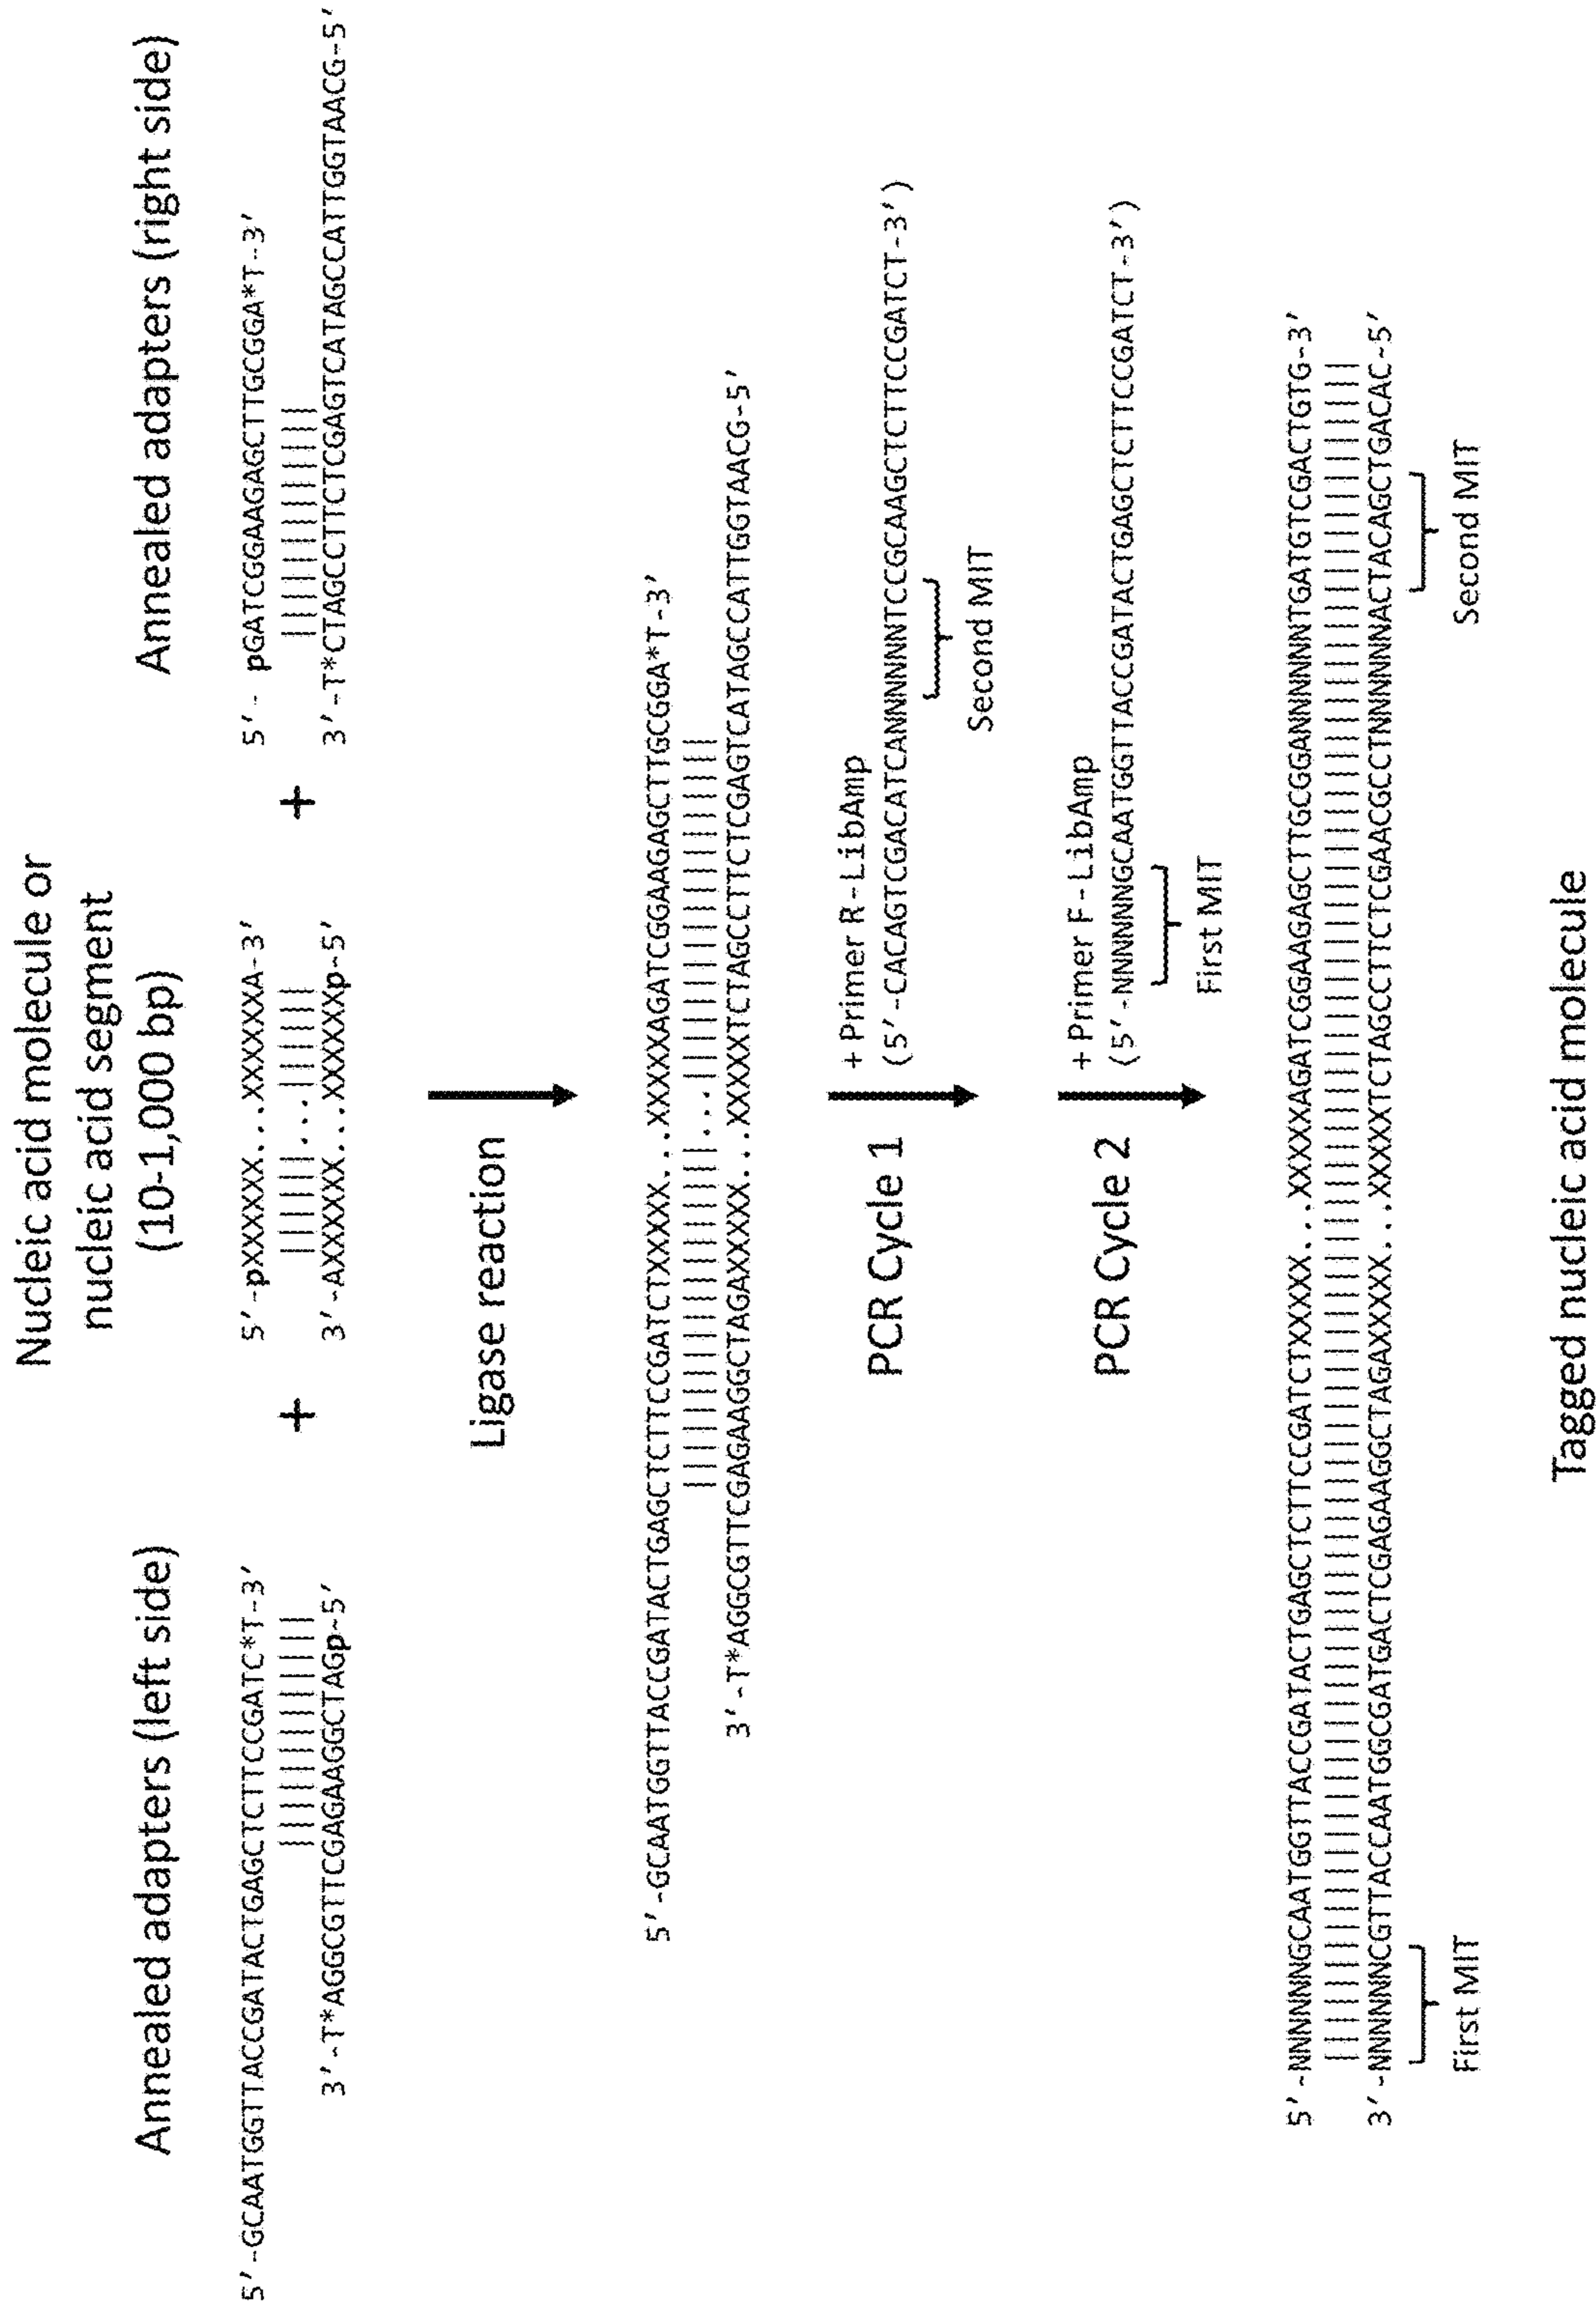 Nucleic acid molecule or
nucleic acid segment
(10-1,000 bp)
Annealed adapters (left side)
Annealed adapters (right side)
5'-GCAATGGTTACCGATACTGAGCTCTTCCGATC*T-3'
3'-T*AGGCGTTCGAGAAGGCTAGp-5'
+
5'-pXXXXXX...XXXXXXA-3'
3'-AXXXXXX...XXXXXXp-5'
+
5'- pGATCGGAAGAGCTTGCGGA*T-3'
3'-T*CTAGCCTTCTCGAGTCATAGCCATTGGTAACG-5'
Ligase reaction
5'-GCAATGGTTACCGATACTGAGCTCTTCCGATCTXXXXX...XXXXXAGATCGGAAGAGCTTGCGGA*T-3'
3'-T*AGGCGTTCGAGAAGGCTAGAXXXXX...XXXXXTCTAGCCTTCTCGAGTCATAGCCATTGGTAACG-5'
PCR Cycle 1
+ Primer R-LibAmp
(5'-CACAGTCGACATCANNNNNNTCCGCAAGCTCTTCCGATCT-3')
Second MIT
PCR Cycle 2
+ Primer F-LibAmp
(5'-NNNNNNGCAATGGTTACCGATACTGAGCTCTTCCGATCT-3')
First MIT
5'-NNNNNNGCAATGGTTACCGATACTGAGCTCTTCCGATCTXXXXX...XXXXXAGATCGGAAGAGCTTGCGGANNNNNNTGATGTCGACTGTG-3'
3'-NNNNNNCGTTACCAATGGCGATGACTCGAGAAGGCTAGAXXXXX...XXXXXTCTAGCCTTCTCGAACGCCTNNNNNNACTACAGCTGACAC-5'
First MIT
Second MIT
Tagged nucleic acid molecule